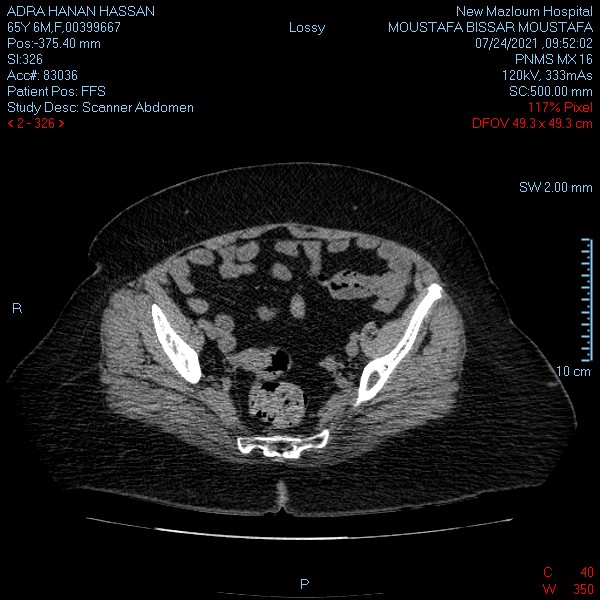 ADRA HANAN HASSAN
65Y 6M,F,00399667
Pos:-375.40 mm
SI:326
Acc#: 83036
Patient Pos: FFS
Study Desc: Scanner Abdomen
< 2 - 326 >
Lossy
New Mazloum Hospital
MOUSTAFA BISSAR MOUSTAFA
07/24/2021 ,09:52:02
PNMS MX 16
120kV, 333mAs
SC:500.00 mm
117% Pixel
DFOV 49.3 x 49.3 cm
SW 2.00 mm
R
10 cm
P
C 40
W 350